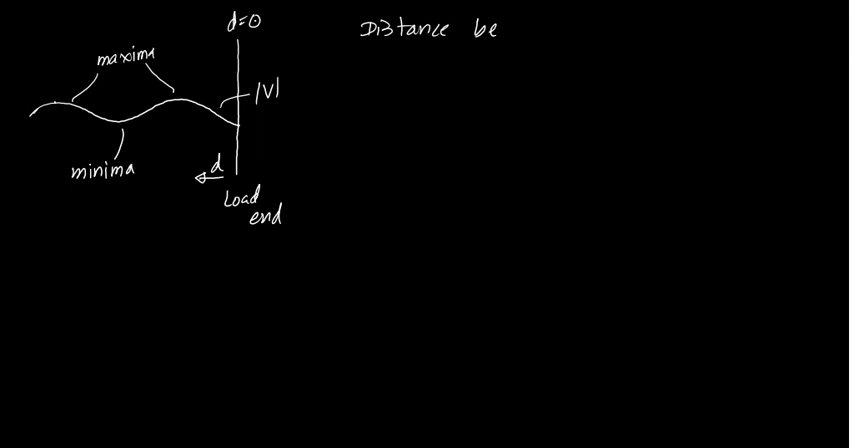 d=0
Distance be
maxima
|V|
minima
d
Load
end